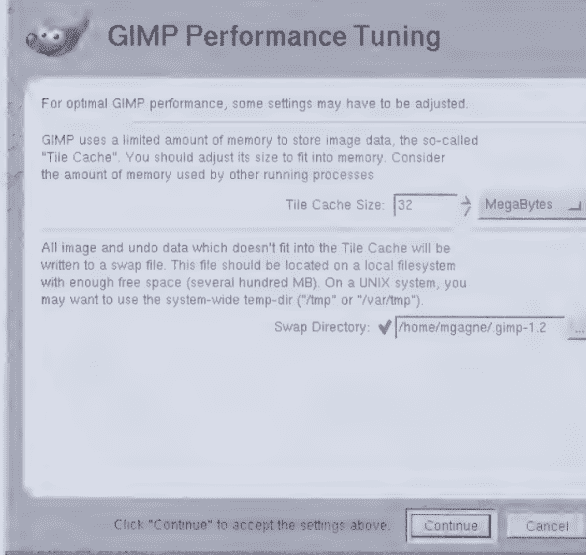 GIMP Performance Tuning
For optimal GIMP performance, some settings may have to be adjusted.
GIMP uses a limited amount of memory to store image data, the so-called
"Tile Cache". You should adjust its size to fit into memory. Consider
the amount of memory used by other running processes
Tile Cache Size: 32 MegaBytes
All image and undo data which doesn't fit into the Tile Cache will be
written to a swap file. This file should be located on a local filesystem
with enough free space (several hundred MB). On a UNIX system, you
may want to use the system-wide temp-dir ("/tmp" or "/var/tmp").
Swap Directory: /home/mgagne/.gimp-1.2 ...
Click "Continue" to accept the settings above. Continue Cancel